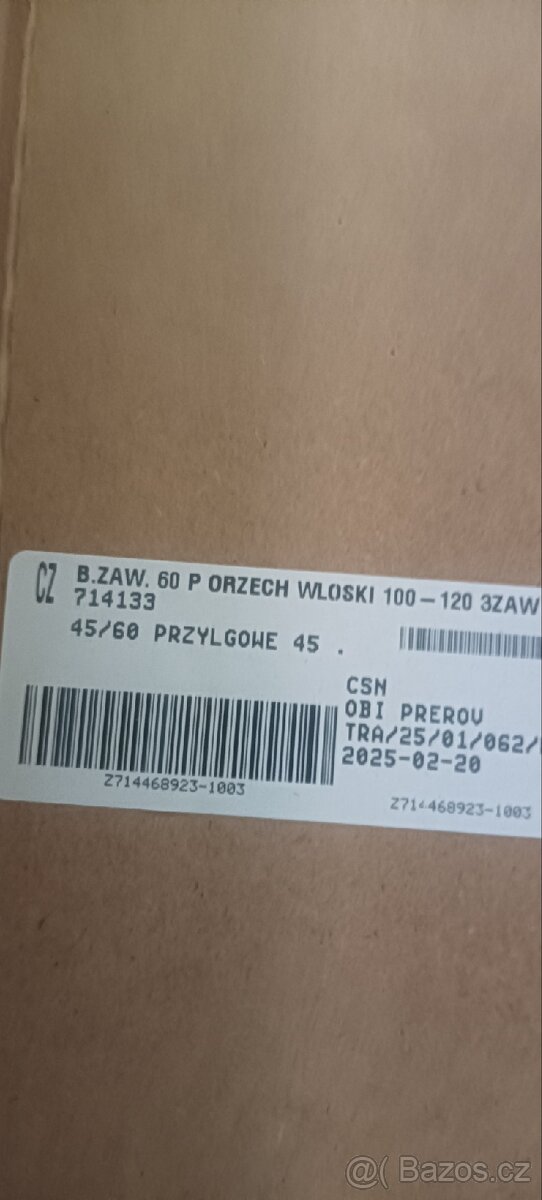 CZ
B.ZAW. 60 P ORZECH WLOSKI 100-120 3ZAW
714133
45/60 PRZYLGOWE 45 .
CSN
OBI PREROV
TRA/25/01/062/
2025-02-20
Z714468923-1003
Z714468923-1003
@( Bazoš.cz